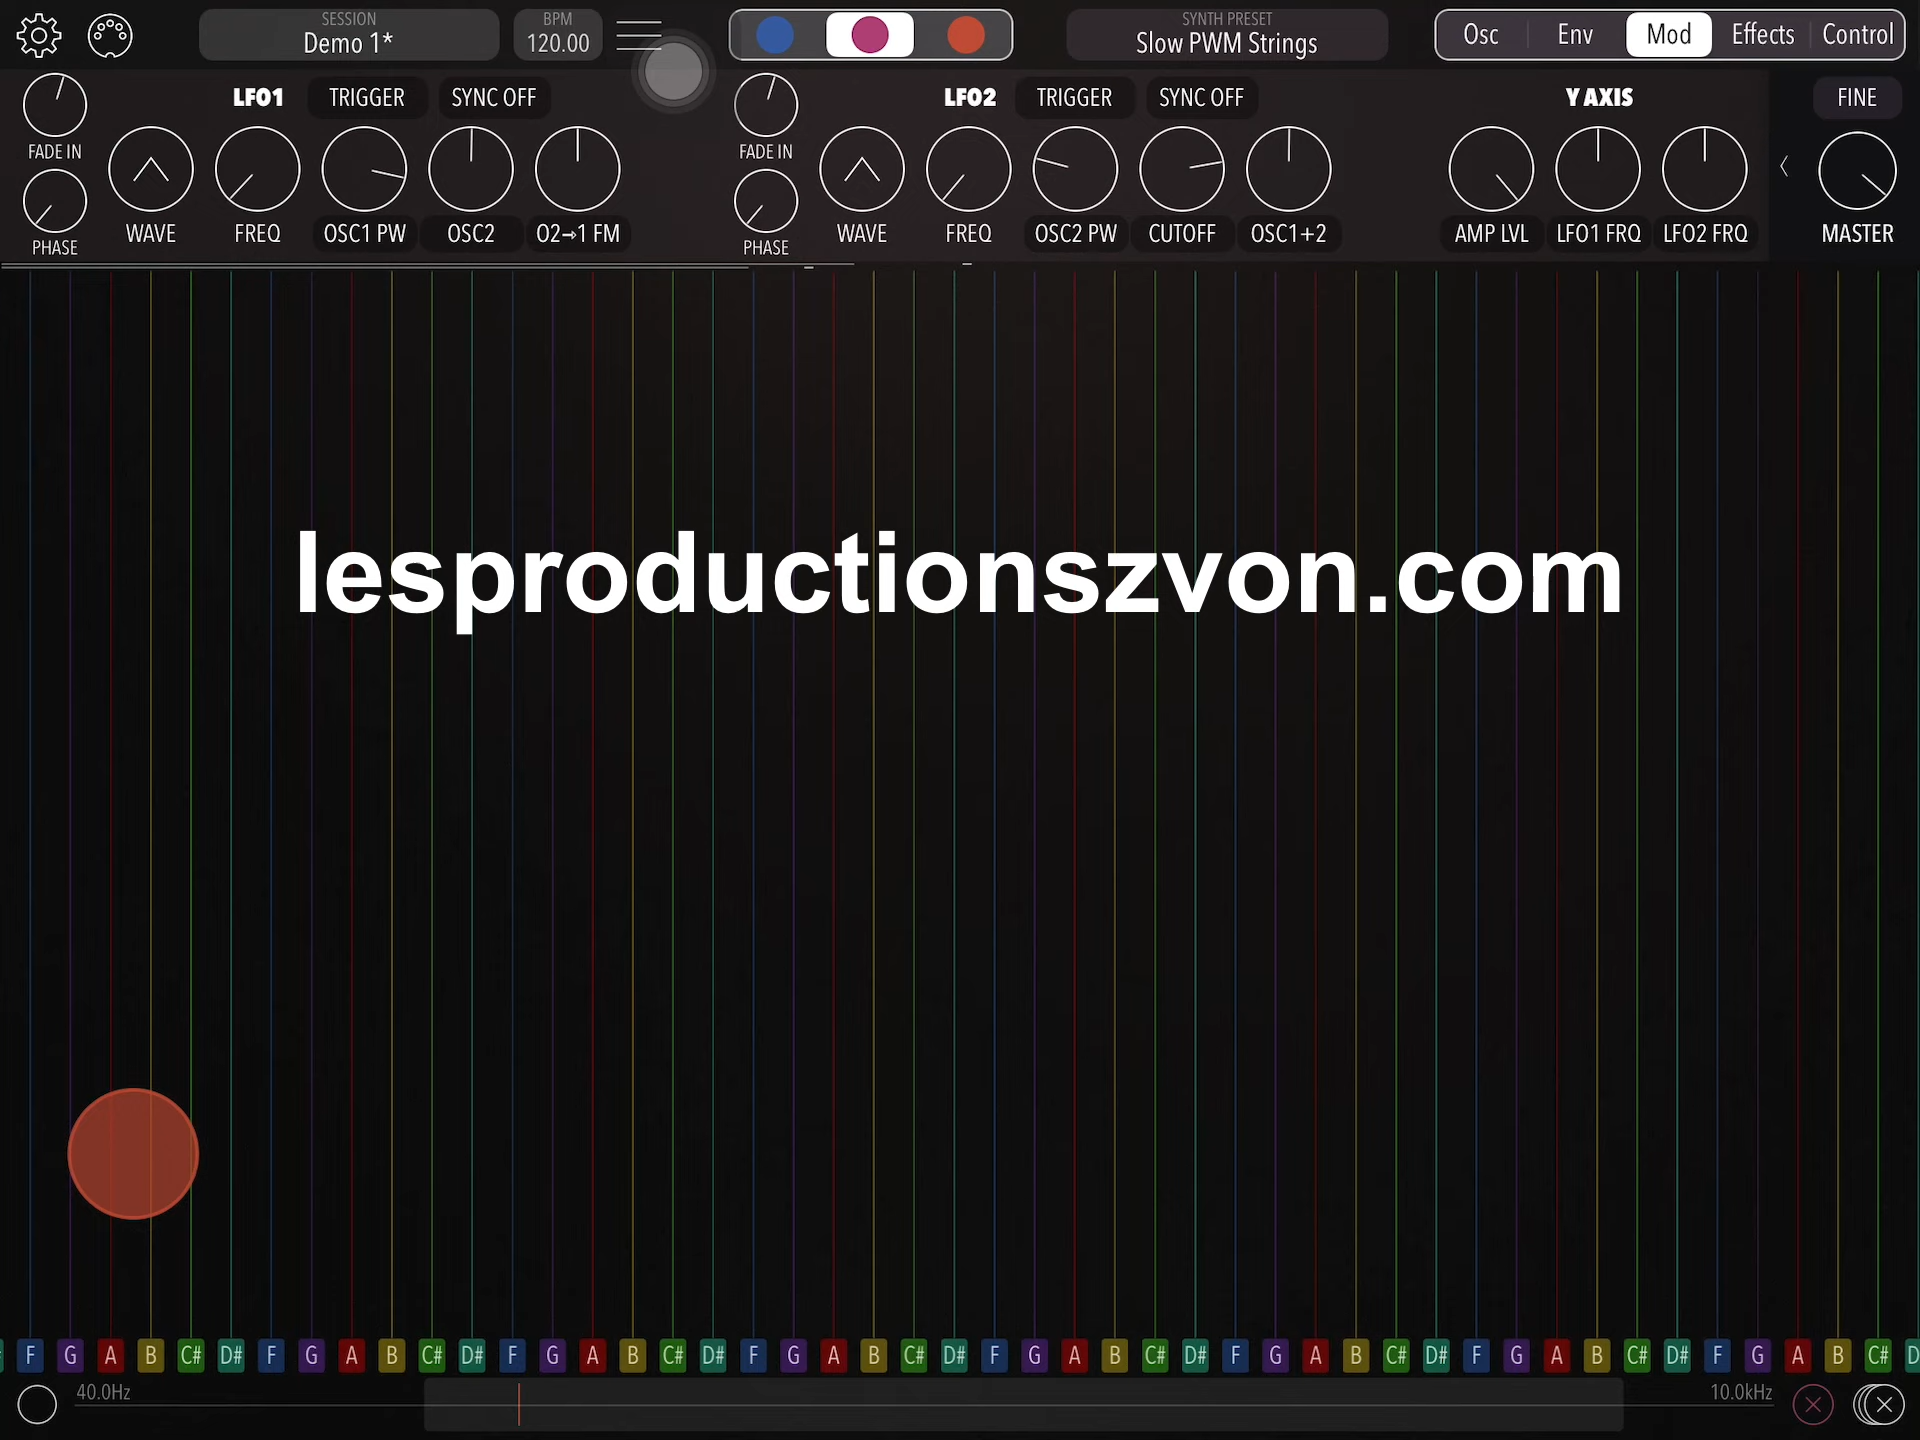 SESSION
Demo 1*
BPM
120.00
SYNTH PRESET
Slow PWM Strings
Osc Env Mod Effects Control
LFO1 TRIGGER SYNC OFF
LFO2 TRIGGER SYNC OFF
Y AXIS
FINE
FADE IN
FADE IN
WAVE FREQ OSC1 PW OSC2 O2→1 FM
WAVE FREQ OSC2 PW CUTOFF OSC1+2
AMP LVL LFO1 FRQ LFO2 FRQ
MASTER
PHASE
PHASE
lesproductionszvon.com
F G A B C# D# F G A B C# D# F G A B C# D# F G A B C# D# F G A B C# D# F G A B C# D# F G A B C# D# F G A B C# D
40.0Hz
10.0kHz